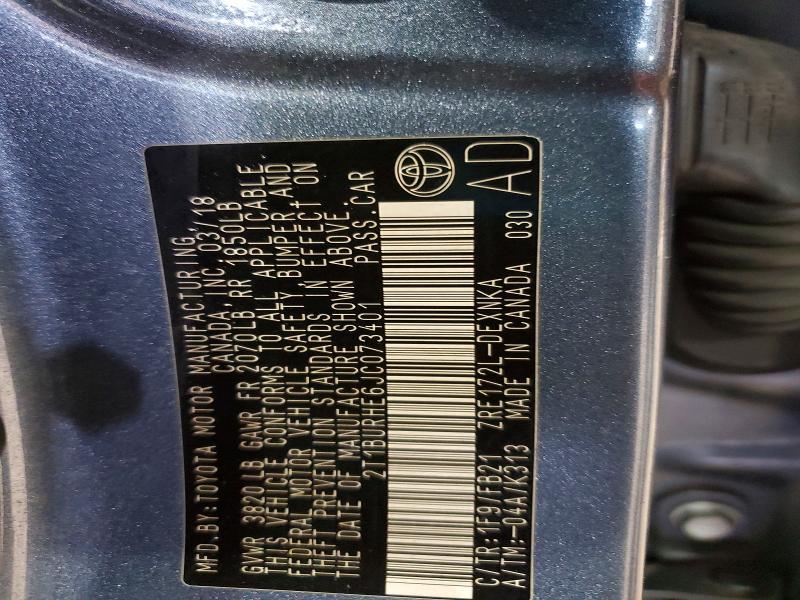 MFD.BY:TOYOTA MOTOR MANUFACTURING
CANADA INC. 03/18
GVWR 3820LB GAWR FR 2070LB RR 1850LB
THIS VEHICLE CONFORMS TO ALL APPLICABLE
FEDERAL MOTOR VEHICLE SAFETY, BUMPER, AND
THEFT PREVENTION STANDARDS IN EFFECT ON
THE DATE OF MANUFACTURE SHOWN ABOVE.
2T1BURHE6JC073401 PASS.CAR
C/TR:1F9/FB21 ZRE172L-DEXNKA
A/TM:-04A/K313 MADE IN CANADA 030
AD